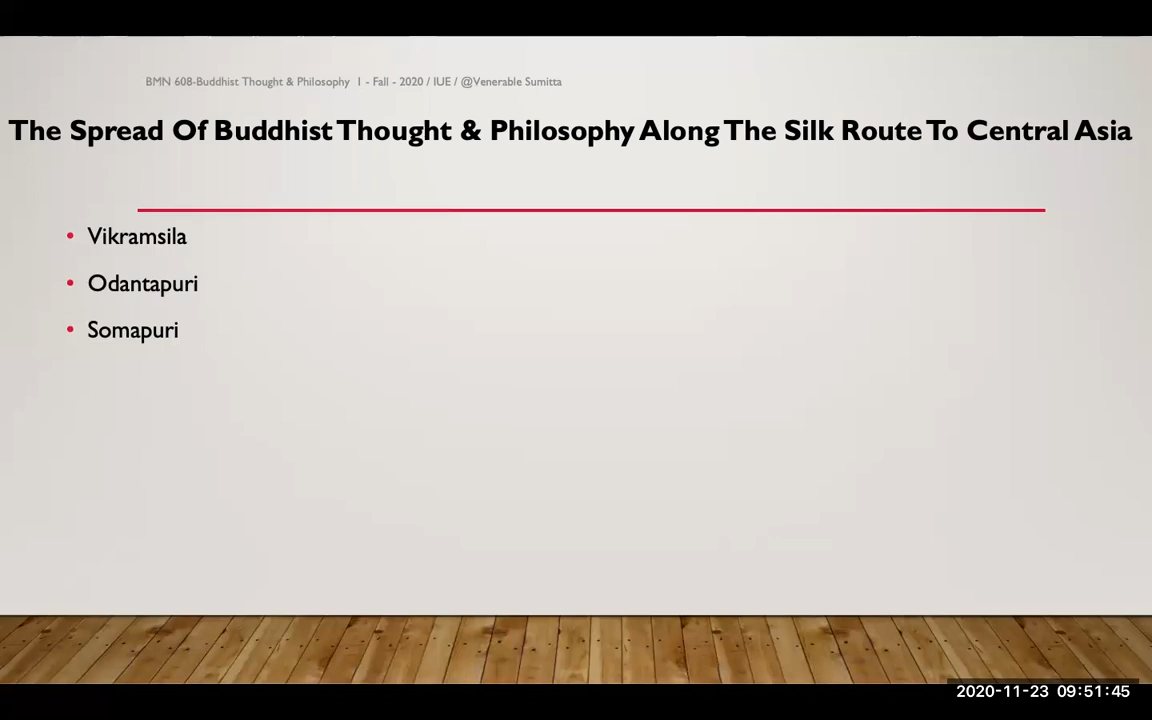 BMN 608-Buddhist Thought & Philosophy I - Fall - 2020 / IUE / @Venerable Sumitta
The Spread Of Buddhist Thought & Philosophy Along The Silk Route To Central Asia
• Vikramsila
• Odantapuri
• Somapuri
2020-11-23 09:51:45